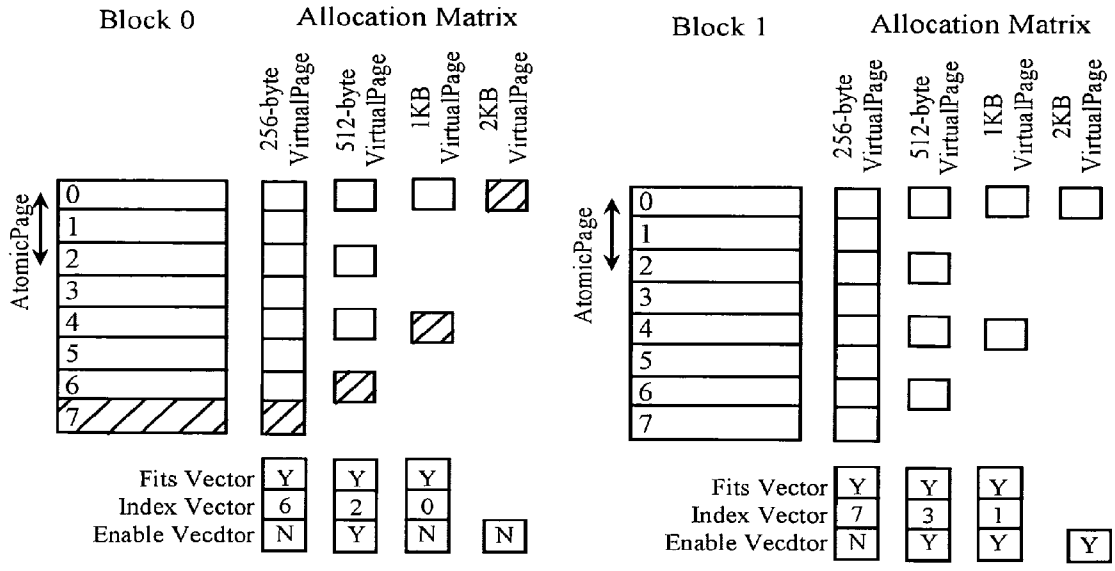 Block 0
Allocation Matrix
256-byte
VirtualPage
512-byte
VirtualPage
1KB
VirtualPage
2KB
VirtualPage
AtomicPage
0
1
2
3
4
5
6
7
Fits Vector Y Y Y
Index Vector 6 2 0
Enable Vecdtor N Y N N
Block 1
Allocation Matrix
256-byte
VirtualPage
512-byte
VirtualPage
1KB
VirtualPage
2KB
VirtualPage
AtomicPage
0
1
2
3
4
5
6
7
Fits Vector Y Y Y
Index Vector 7 3 1
Enable Vecdtor N Y Y Y